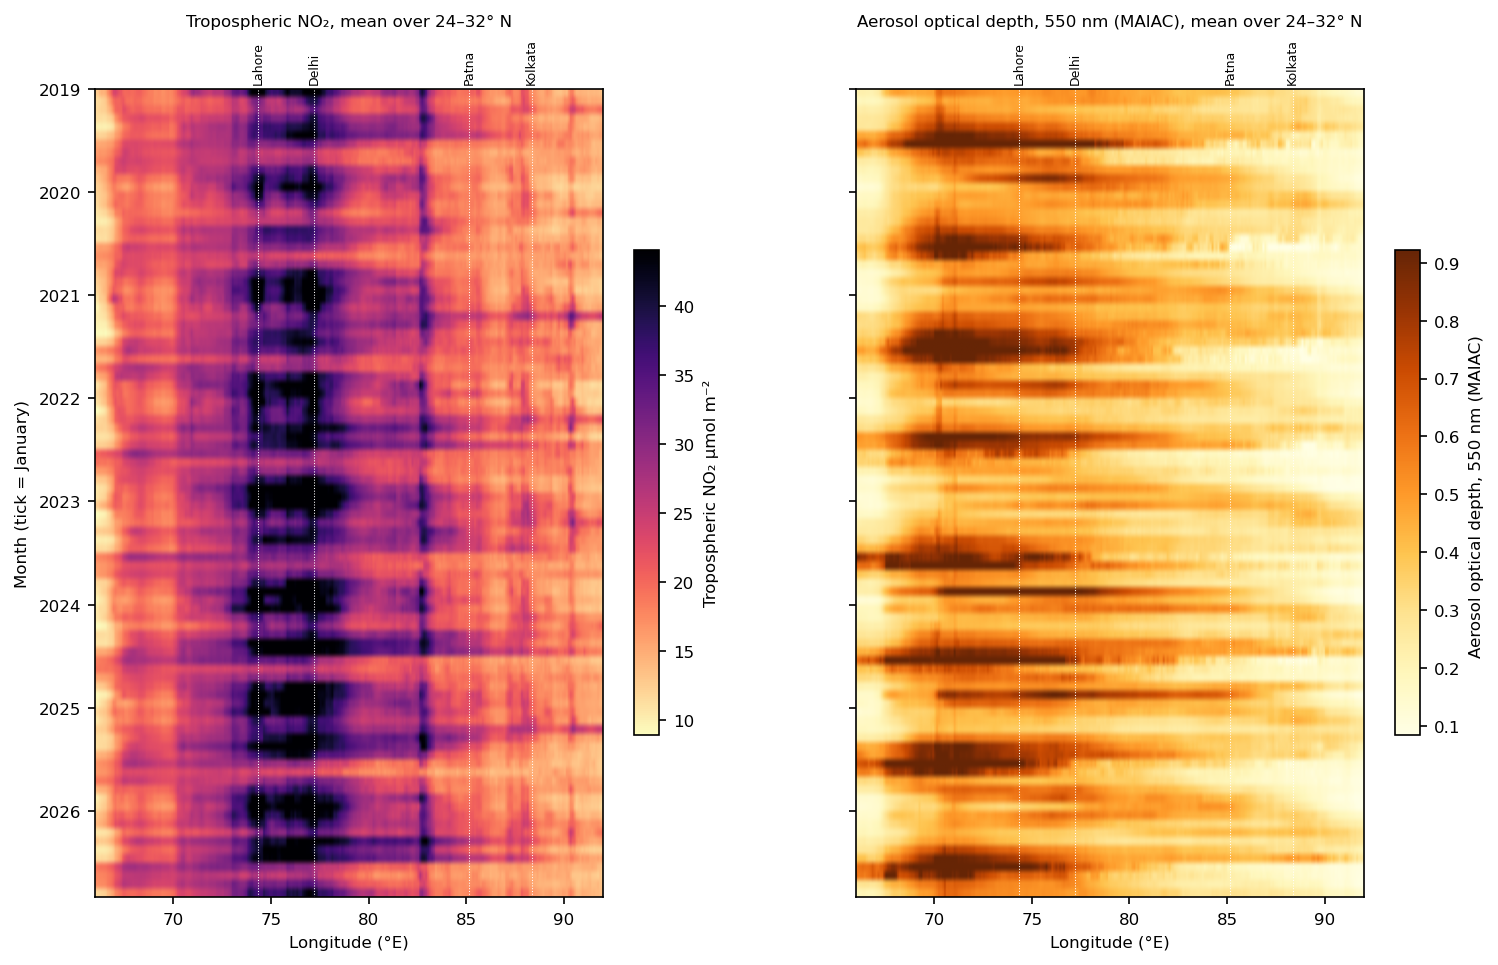 Tropospheric NO₂, mean over 24–32° N
Aerosol optical depth, 550 nm (MAIAC), mean over 24–32° N
Lahore
Delhi
Patna
Kolkata
Lahore
Delhi
Patna
Kolkata
2019
2020
2021
2022
2023
2024
2025
2026
Month (tick = January)
70
75
80
85
90
Longitude (°E)
40
35
30
25
20
15
10
Tropospheric NO₂ µmol m⁻²
70
75
80
85
90
Longitude (°E)
0.9
0.8
0.7
0.6
0.5
0.4
0.3
0.2
0.1
Aerosol optical depth, 550 nm (MAIAC)